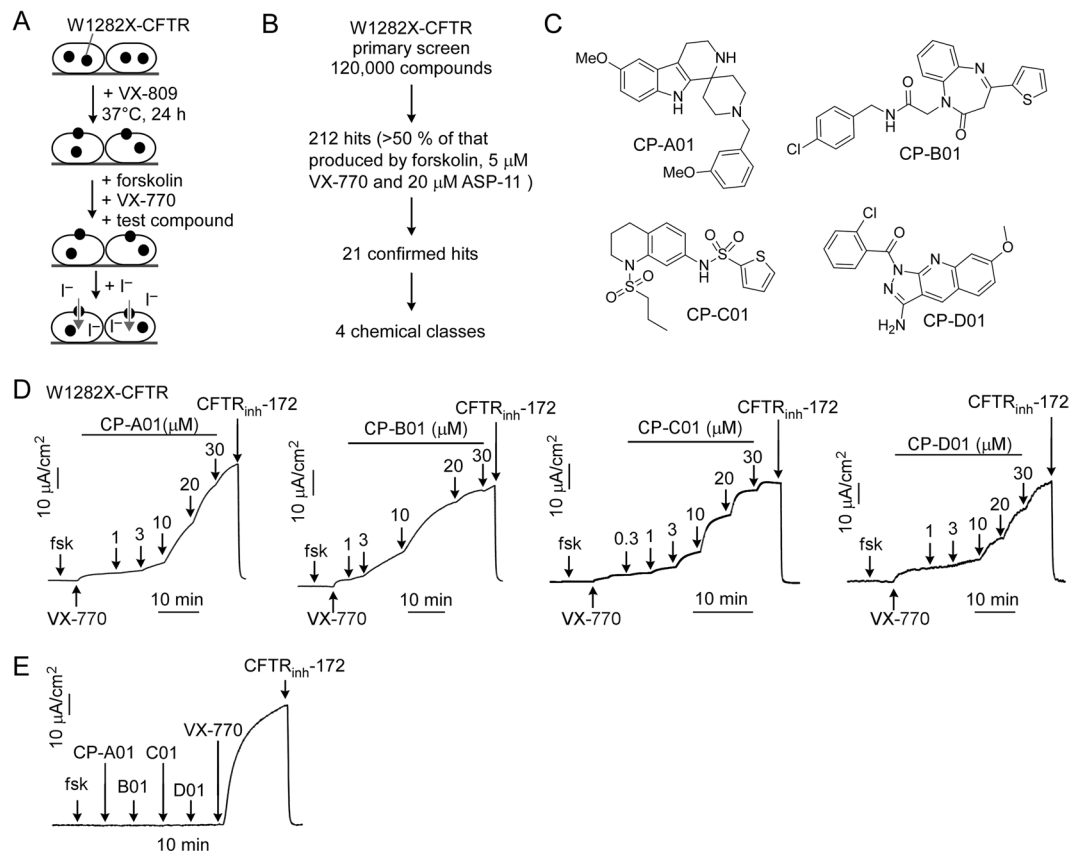 A
W1282X-CFTR
+ VX-809
37°C, 24 h
+ forskolin
+ VX-770
+ test compound
I– + I– I–
I– I– I–
B
W1282X-CFTR
primary screen
120,000 compounds
212 hits (>50 % of that
produced by forskolin, 5 μM
VX-770 and 20 μM ASP-11 )
21 confirmed hits
4 chemical classes
C
MeO
NH
N
H
N
MeO
CP-A01
N
S
O
N
N
H
O
Cl
CP-B01
O O
S
N
NH
S
O S O
CP-C01
Cl
O
O
N N
N
H2N
CP-D01
D W1282X-CFTR
CFTRinh-172
CP-A01(μM)
30
20
10
3
1
fsk
VX-770
10 μA/cm2
10 min
CFTRinh-172
CP-B01 (μM)
30
20
10
1 3
fsk
VX-770
10 μA/cm2
10 min
CFTRinh-172
CP-C01 (μM)
30
20
10
0.3 1 3
fsk
VX-770
10 μA/cm2
10 min
CFTRinh-172
CP-D01 (μM)
30
20
10
1 3
fsk
VX-770
10 μA/cm2
10 min
E
CFTRinh-172
10 μA/cm2
VX-770
CP-A01 C01
fsk B01 D01
10 min